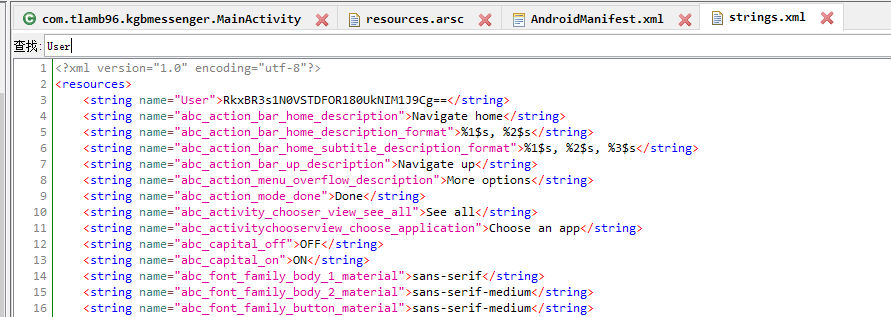 com.tlamb96.kgbmessenger.MainActivity resources.arsc AndroidManifest.xml strings.xml
查找: User
1 <?xml version="1.0" encoding="utf-8"?>
2 <resources>
3 <string name="User">RkxBR3s1N0VSTDFOR180UkNIM1J9Cg==</string>
4 <string name="abc_action_bar_home_description">Navigate home</string>
5 <string name="abc_action_bar_home_description_format">%1$s, %2$s</string>
6 <string name="abc_action_bar_home_subtitle_description_format">%1$s, %2$s, %3$s</string>
7 <string name="abc_action_bar_up_description">Navigate up</string>
8 <string name="abc_action_menu_overflow_description">More options</string>
9 <string name="abc_action_mode_done">Done</string>
10 <string name="abc_activity_chooser_view_see_all">See all</string>
11 <string name="abc_activitychooserview_choose_application">Choose an app</string>
12 <string name="abc_capital_off">OFF</string>
13 <string name="abc_capital_on">ON</string>
14 <string name="abc_font_family_body_1_material">sans-serif</string>
15 <string name="abc_font_family_body_2_material">sans-serif-medium</string>
16 <string name="abc_font_family_button_material">sans-serif-medium</string>